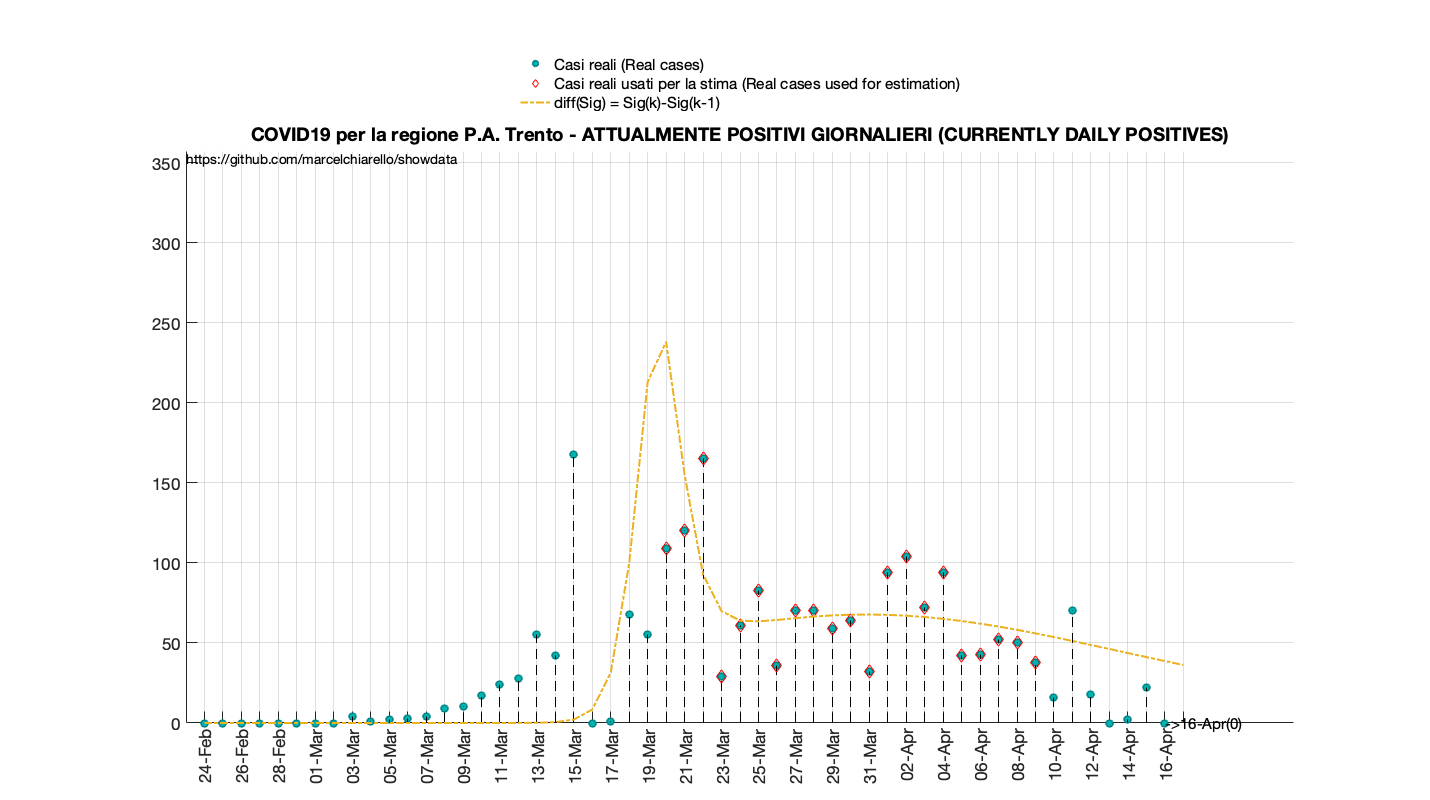 Casi reali (Real cases)
Casi reali usati per la stima (Real cases used for estimation)
diff(Sig) = Sig(k)-Sig(k-1)
COVID19 per la regione P.A. Trento - ATTUALMENTE POSITIVI GIORNALIERI (CURRENTLY DAILY POSITIVES)
https://github.com/marcelchiarello/showdata
350
300
250
200
150
100
50
0
->16-Apr(0)
24-Feb
26-Feb
28-Feb
01-Mar
03-Mar
05-Mar
07-Mar
09-Mar
11-Mar
13-Mar
15-Mar
17-Mar
19-Mar
21-Mar
23-Mar
25-Mar
27-Mar
29-Mar
31-Mar
02-Apr
04-Apr
06-Apr
08-Apr
10-Apr
12-Apr
14-Apr
16-Apr